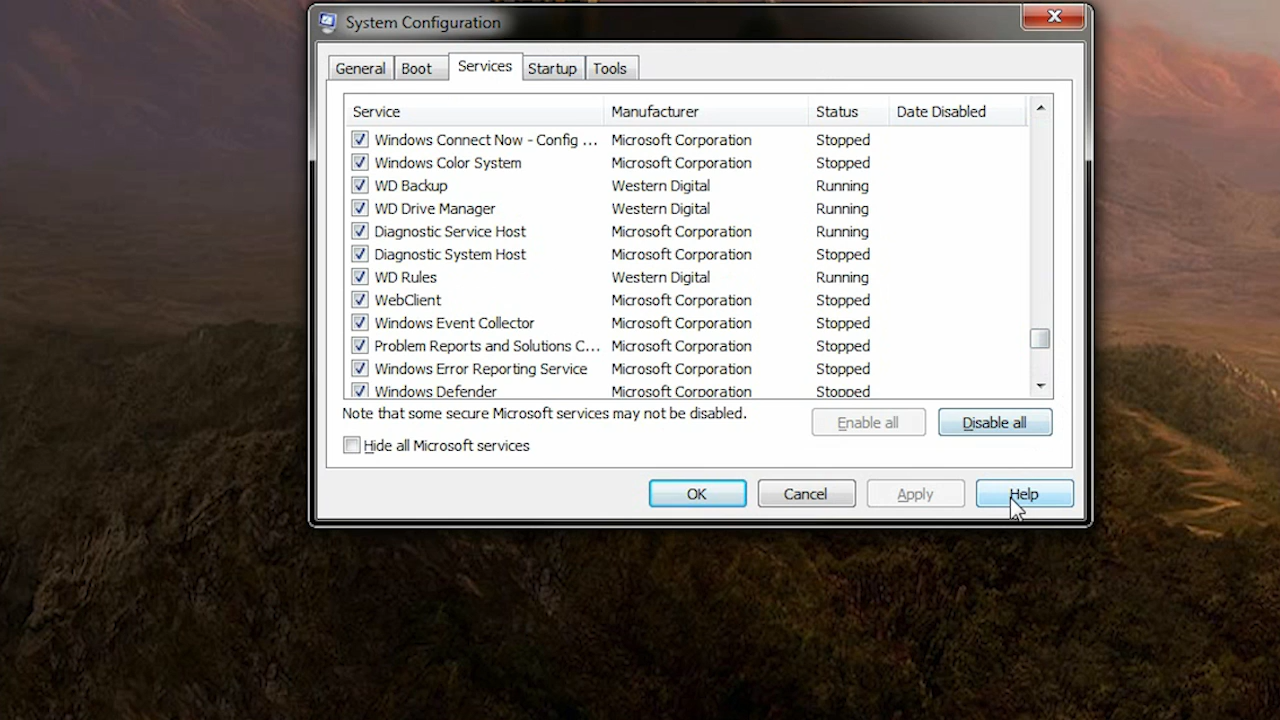 System Configuration
General Boot Services Startup Tools
Service Manufacturer Status Date Disabled
Windows Connect Now - Config ... Microsoft Corporation Stopped
Windows Color System Microsoft Corporation Stopped
WD Backup Western Digital Running
WD Drive Manager Western Digital Running
Diagnostic Service Host Microsoft Corporation Running
Diagnostic System Host Microsoft Corporation Stopped
WD Rules Western Digital Running
WebClient Microsoft Corporation Stopped
Windows Event Collector Microsoft Corporation Stopped
Problem Reports and Solutions C... Microsoft Corporation Stopped
Windows Error Reporting Service Microsoft Corporation Stopped
Windows Defender Microsoft Corporation Stopped
Note that some secure Microsoft services may not be disabled.
Enable all Disable all
Hide all Microsoft services
OK Cancel Apply Help